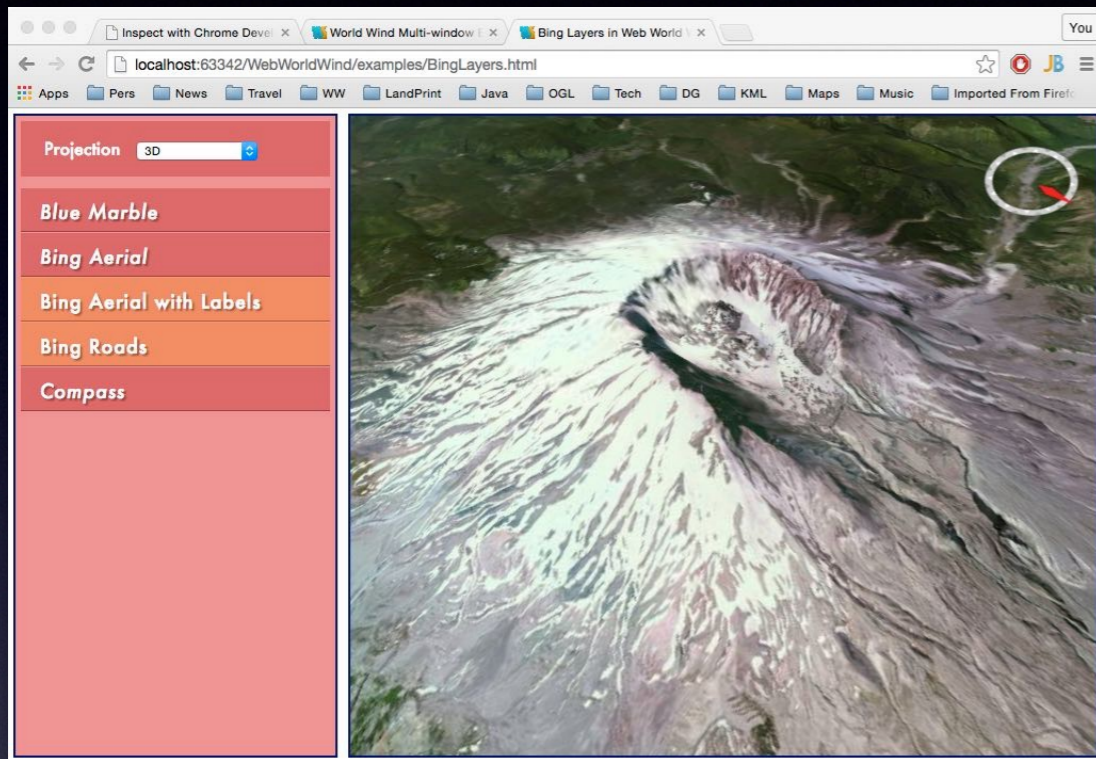 Inspect with Chrome Devel
World Wind Multi-window E
Bing Layers in Web World W
You
localhost:63342/WebWorldWind/examples/BingLayers.html
JB
Apps Pers News Travel WW LandPrint Java OGL Tech DG KML Maps Music Imported From Firefo
Projection 3D
Blue Marble
Bing Aerial
Bing Aerial with Labels
Bing Roads
Compass